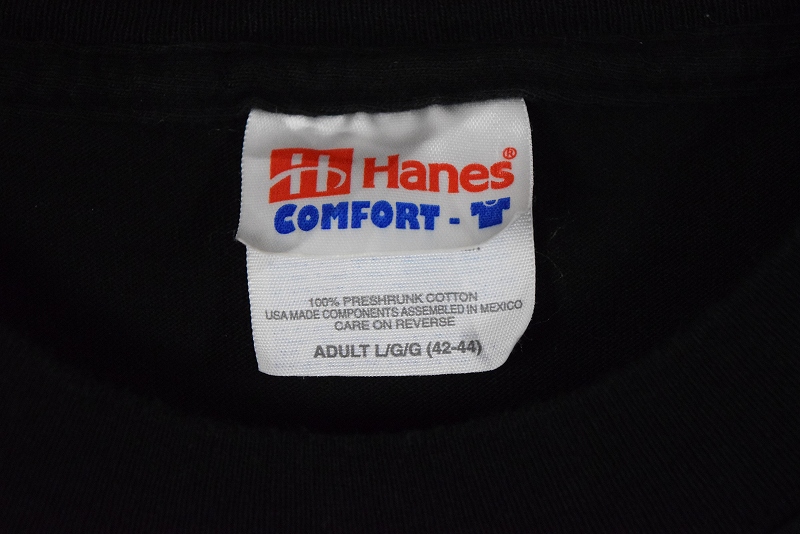 H Hanes®
COMFORT -
100% PRESHRUNK COTTON
USA MADE COMPONENTS ASSEMBLED IN MEXICO
CARE ON REVERSE
ADULT L/G/G (42-44)